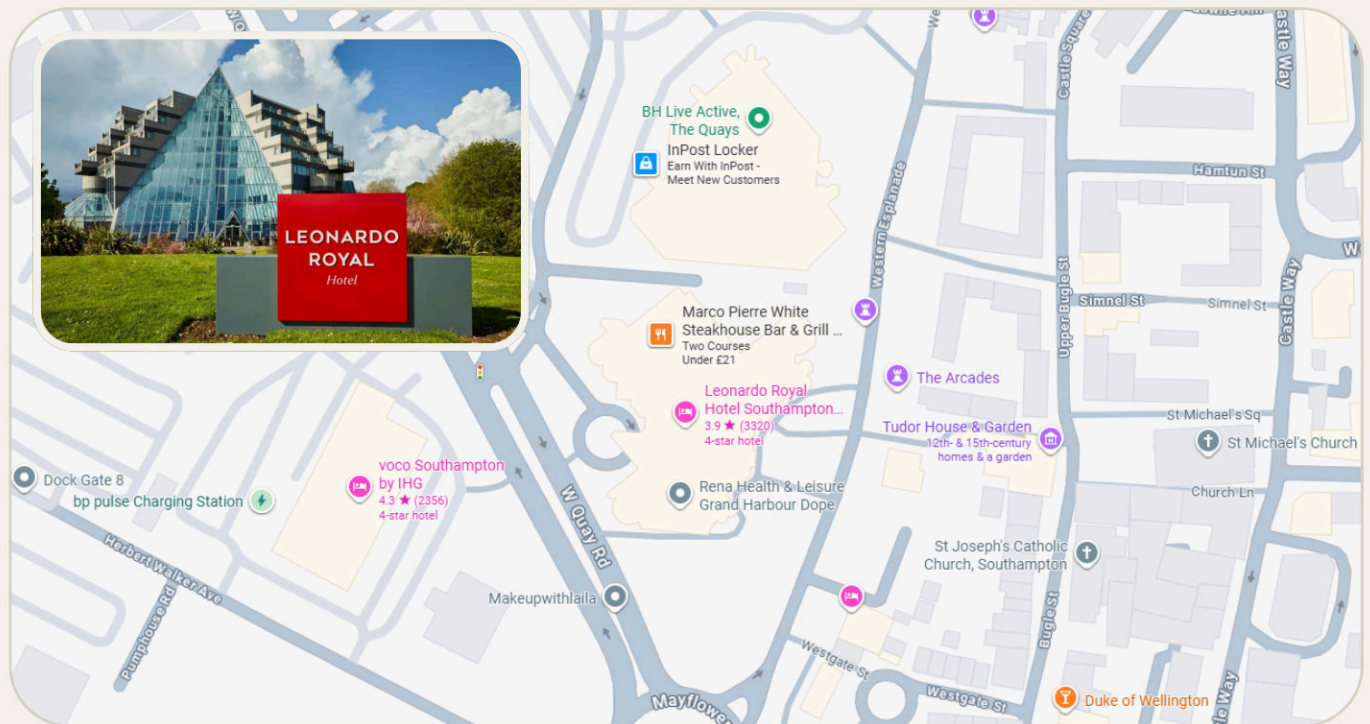 LEONARDO
ROYAL
Hotel
BH Live Active,
The Quays
InPost Locker
Earn With InPost -
Meet New Customers
Castle Square
Castle Way
Hamtun St
Western Esplanade
Marco Pierre White
Steakhouse Bar & Grill ...
Two Courses
Under £21
Upper Bugle St
Simnel St
Simnel St
Castle Way
Leonardo Royal
Hotel Southampton...
3.9 ★ (3320)
4-star hotel
The Arcades
Tudor House & Garden
12th- & 15th-century
homes & a garden
St Michael's Sq
St Michael's Church
Church Ln
Dock Gate 8
bp pulse Charging Station
voco Southampton
by IHG
4.3 ★ (2356)
4-star hotel
Rena Health & Leisure
Grand Harbour Dope
W Quay Rd
Herbert Walker Ave
Pumphouse Rd
Makeupwithlaila
St Joseph's Catholic
Church, Southampton
Bugle St
Westgate St
Westgate St
Duke of Wellington
Mayflower
le Way